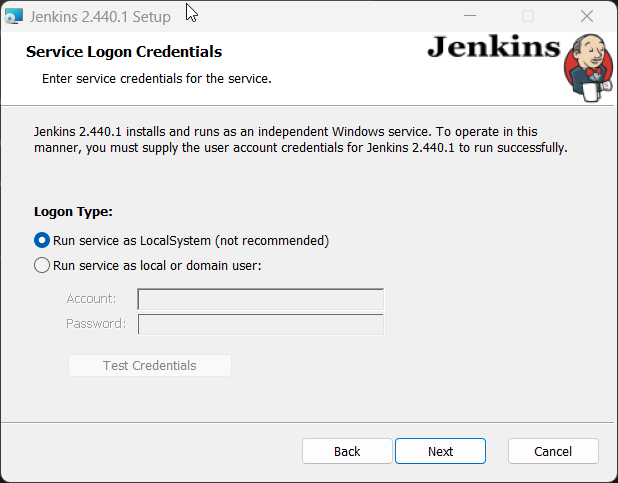 Jenkins 2.440.1 Setup
Service Logon Credentials
Enter service credentials for the service.
Jenkins
Jenkins 2.440.1 installs and runs as an independent Windows service. To operate in this
manner, you must supply the user account credentials for Jenkins 2.440.1 to run successfully.
Logon Type:
Run service as LocalSystem (not recommended)
Run service as local or domain user:
Account:
Password:
Test Credentials
Back
Next
Cancel